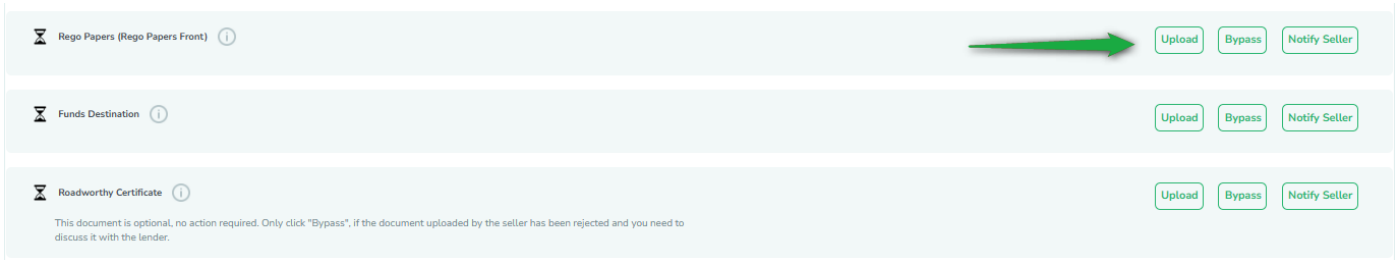 Rego Papers (Rego Papers Front) i Upload Bypass Notify Seller
Funds Destination i Upload Bypass Notify Seller
Roadworthy Certificate i Upload Bypass Notify Seller
This document is optional, no action required. Only click "Bypass", if the document uploaded by the seller has been rejected and you need to
discuss it with the lender.